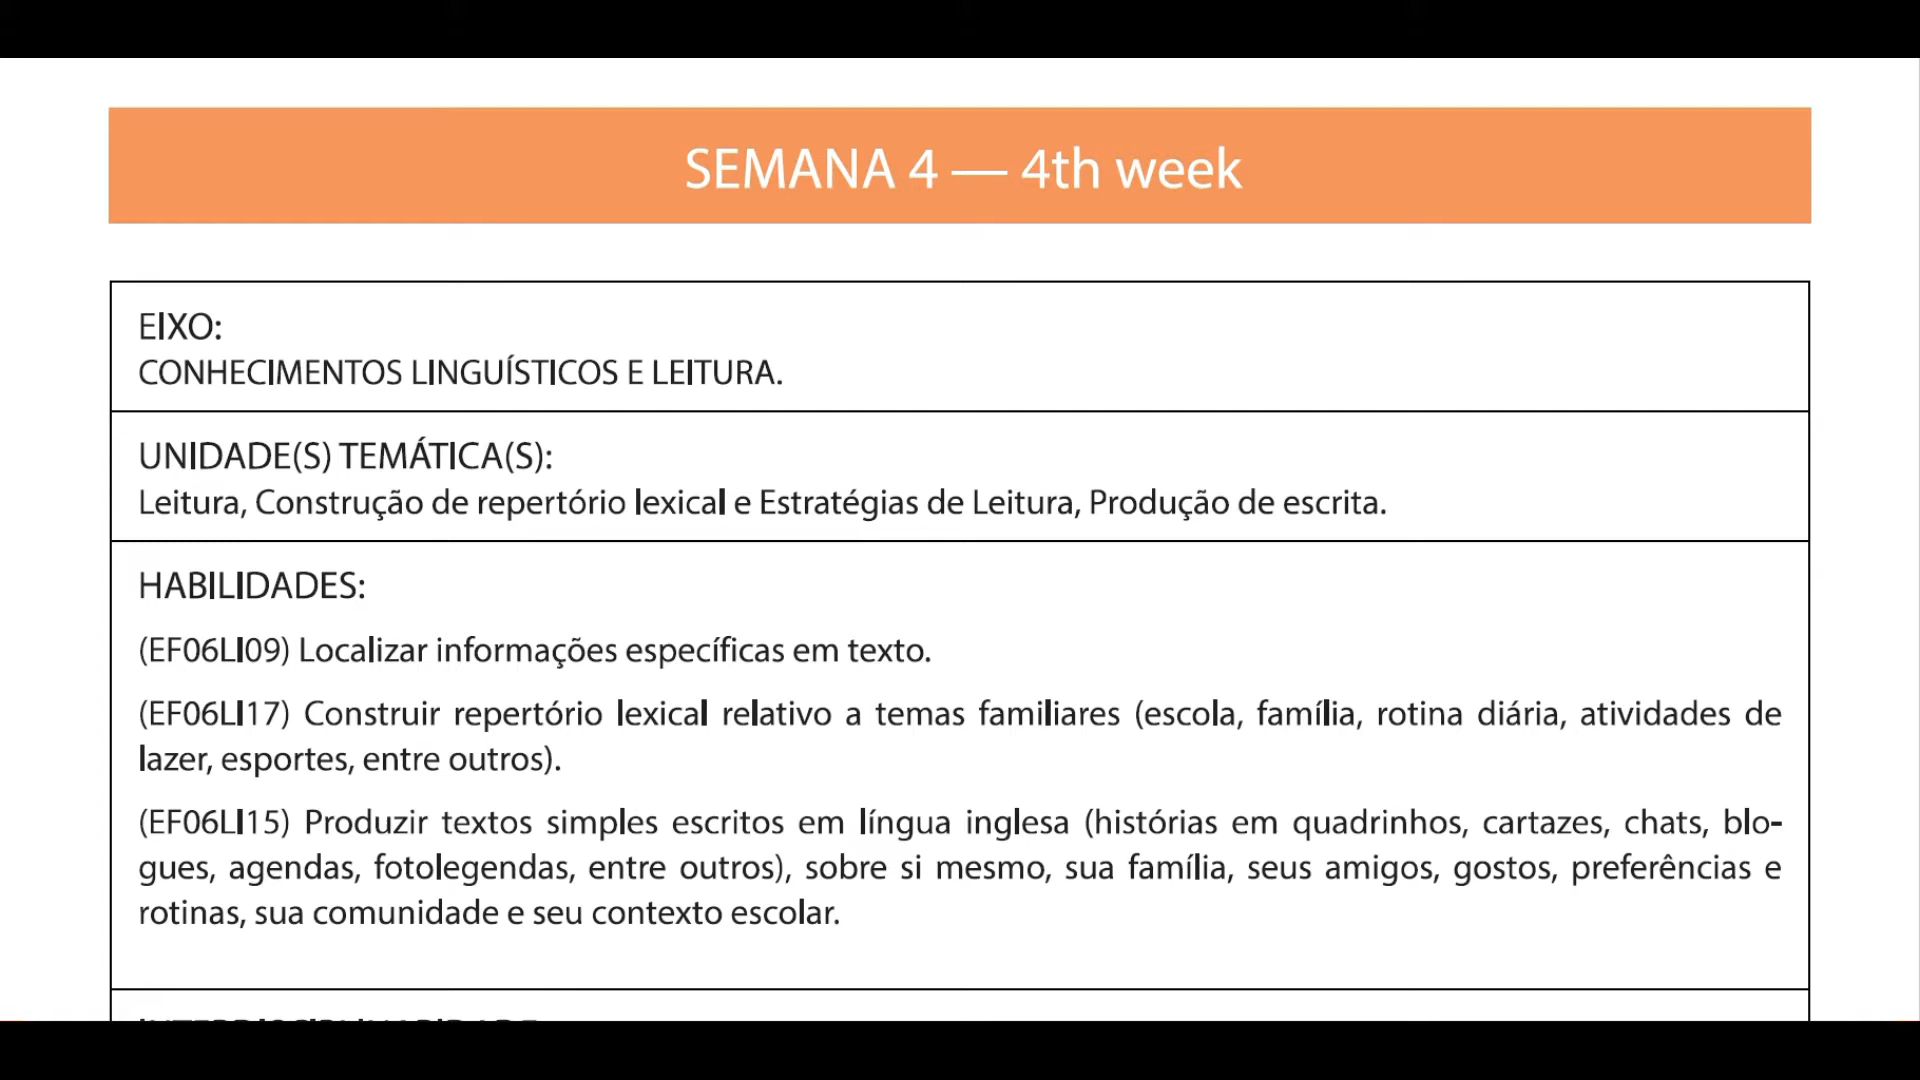 SEMANA 4 — 4th week
EIXO:
CONHECIMENTOS LINGUÍSTICOS E LEITURA.
UNIDADE(S) TEMÁTICA(S):
Leitura, Construção de repertório lexical e Estratégias de Leitura, Produção de escrita.
HABILIDADES:
(EF06LI09) Localizar informações específicas em texto.
(EF06LI17) Construir repertório lexical relativo a temas familiares (escola, família, rotina diária, atividades de
lazer, esportes, entre outros).
(EF06LI15) Produzir textos simples escritos em língua inglesa (histórias em quadrinhos, cartazes, chats, blo-
gues, agendas, fotolegendas, entre outros), sobre si mesmo, sua família, seus amigos, gostos, preferências e
rotinas, sua comunidade e seu contexto escolar.